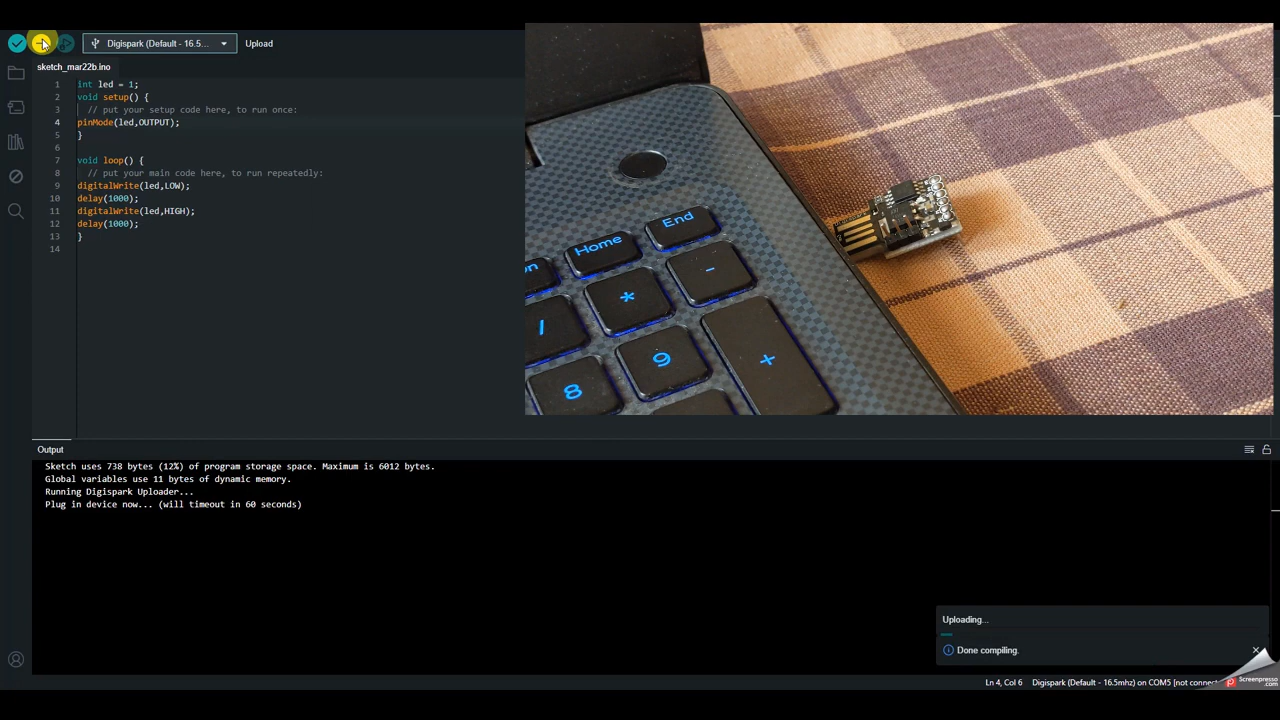 Digispark (Default - 16.5...
Upload
sketch_mar22b.ino
1 int led = 1;
2 void setup() {
3 // put your setup code here, to run once:
4 pinMode(led,OUTPUT);
5 }
6
7 void loop() {
8 // put your main code here, to run repeatedly:
9 digitalWrite(led,LOW);
10 delay(1000);
11 digitalWrite(led,HIGH);
12 delay(1000);
13 }
14
End
Home
-
*
/
9
+
8
Output
Sketch uses 738 bytes (12%) of program storage space. Maximum is 6012 bytes.
Global variables use 11 bytes of dynamic memory.
Running Digispark Uploader...
Plug in device now... (will timeout in 60 seconds)
Uploading...
Done compiling.
Ln 4, Col 6
Digispark (Default - 16.5mhz) on COM5 [not connect
Screenpresso
.com